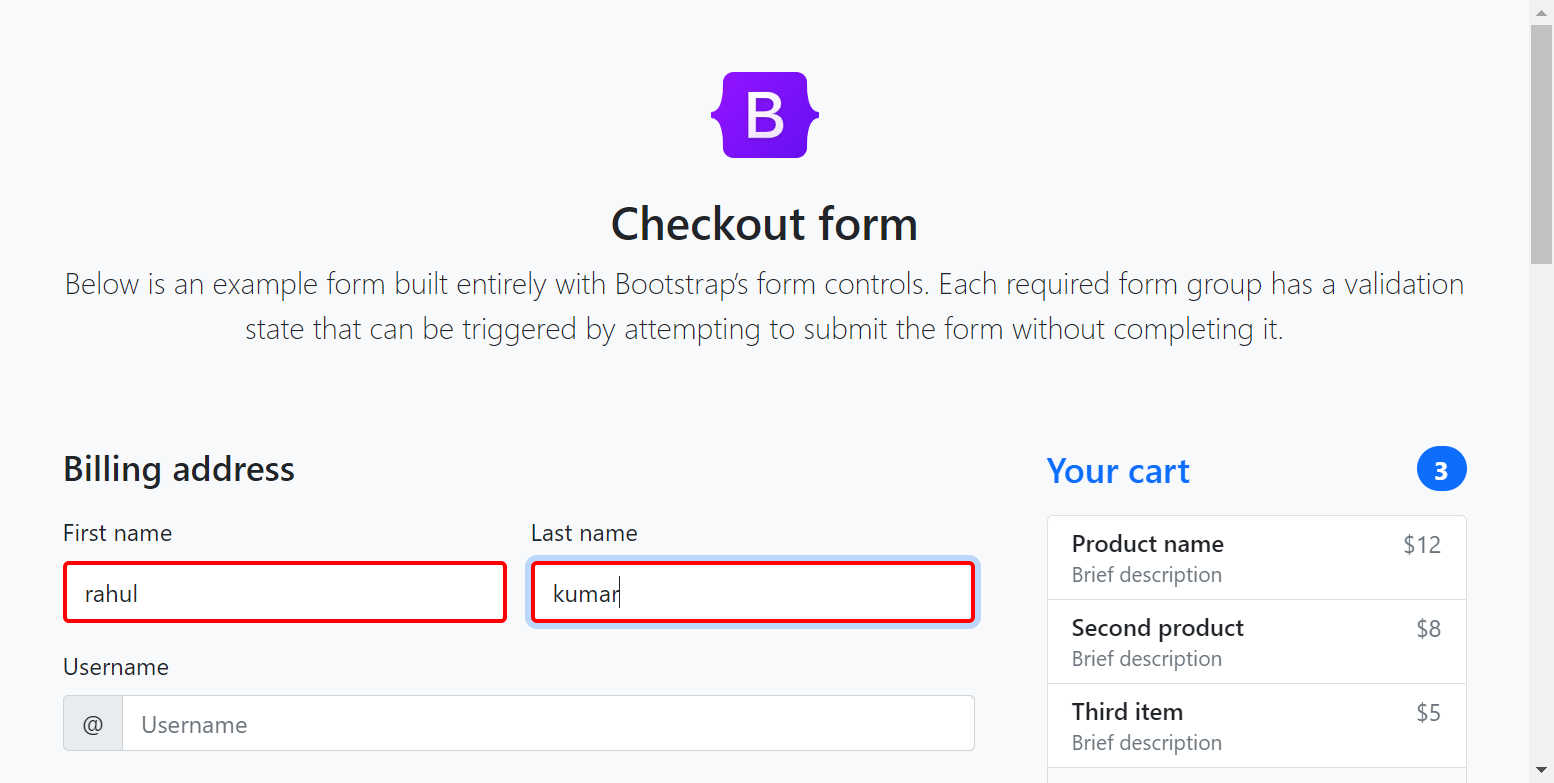 B
Checkout form
Below is an example form built entirely with Bootstrap’s form controls. Each required form group has a validation
state that can be triggered by attempting to submit the form without completing it.
Billing address
First name Last name
rahul kumar
Username
@ Username
Your cart 3
Product name $12
Brief description
Second product $8
Brief description
Third item $5
Brief description